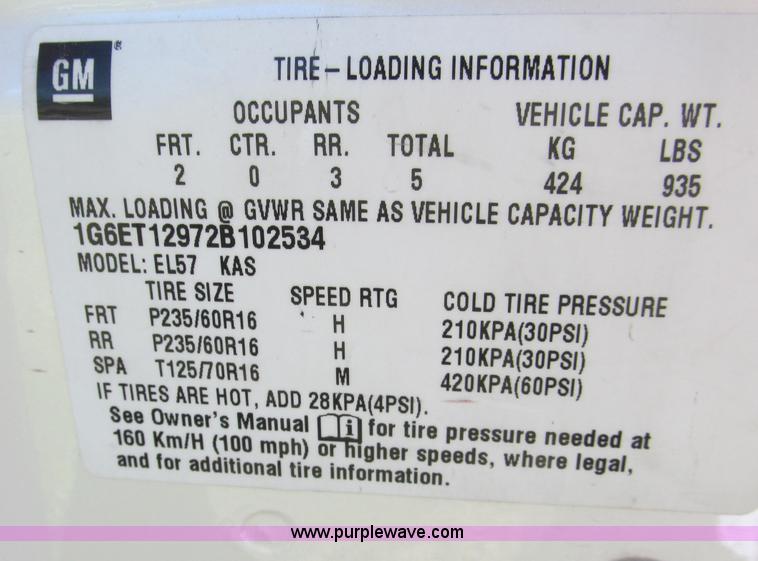 GM ® TIRE-LOADING INFORMATION
OCCUPANTS VEHICLE CAP. WT.
FRT. CTR. RR. TOTAL KG LBS
2 0 3 5 424 935
MAX. LOADING @ GVWR SAME AS VEHICLE CAPACITY WEIGHT.
1G6ET12972B102534
MODEL: EL57 KAS
TIRE SIZE SPEED RTG COLD TIRE PRESSURE
FRT P235/60R16 H 210KPA(30PSI)
RR P235/60R16 H 210KPA(30PSI)
SPA T125/70R16 M 420KPA(60PSI)
IF TIRES ARE HOT, ADD 28KPA(4PSI).
See Owner's Manual i for tire pressure needed at
160 Km/H (100 mph) or higher speeds, where legal,
and for additional tire information.
www.purplewave.com